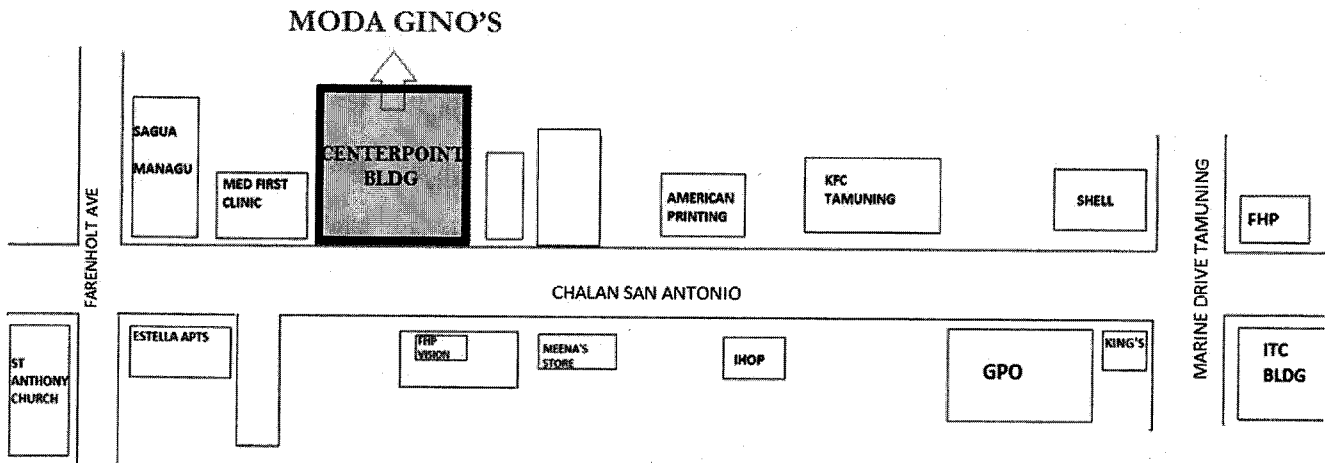 MODA GINO'S
SAGUA
MANAGU
MED FIRST
CLINIC
CENTERPOINT
BLDG
AMERICAN
PRINTING
KFC
TAMUNING
SHELL
FHP
FARENHOLT AVE
CHALAN SAN ANTONIO
MARINE DRIVE TAMUNING
ST
ANTHONY
CHURCH
ESTELLA APTS
FHP
VISION
MEENA'S
STORE
IHOP
GPO
KING'S
ITC
BLDG